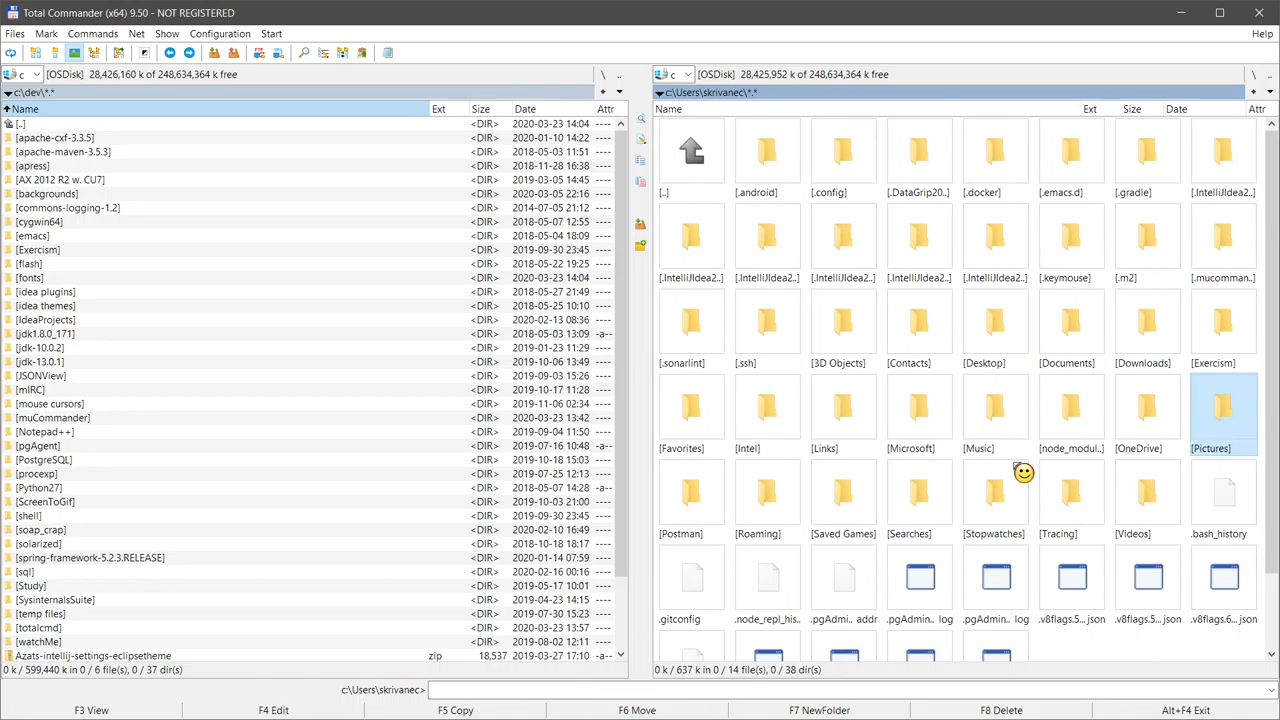 Total Commander (x64) 9.50 - NOT REGISTERED
Files Mark Commands Net Show Configuration Start Help
c [OSDisk] 28,426,160 k of 248,634,364 k free \ ..
c:\dev\*.* * 
Name Ext Size Date Attr
[..] <DIR> 2020-03-23 14:04 ----
[apache-cxf-3.3.5] <DIR> 2020-01-10 14:22 ----
[apache-maven-3.5.3] <DIR> 2018-05-03 11:51 ----
[apress] <DIR> 2018-11-28 16:38 ----
[AX 2012 R2 w. CU7] <DIR> 2019-03-05 14:45 ----
[backgrounds] <DIR> 2020-03-05 22:16 ----
[commons-logging-1.2] <DIR> 2014-07-05 21:12 ----
[cygwin64] <DIR> 2018-05-07 12:55 ----
[emacs] <DIR> 2018-05-04 18:09 ----
[Exercism] <DIR> 2019-09-30 23:45 ----
[flash] <DIR> 2018-05-22 19:25 ----
[fonts] <DIR> 2020-03-23 14:04 ----
[idea plugins] <DIR> 2018-05-27 21:49 ----
[idea themes] <DIR> 2018-05-25 10:10 ----
[IdeaProjects] <DIR> 2020-02-13 08:36 ----
[jdk1.8.0_171] <DIR> 2018-05-03 13:09 -a--
[jdk-10.0.2] <DIR> 2019-01-23 11:29 ----
[jdk-13.0.1] <DIR> 2019-10-06 13:49 ----
[JSONView] <DIR> 2019-09-03 15:26 ----
[mIRC] <DIR> 2019-10-17 11:28 ----
[mouse cursors] <DIR> 2019-11-06 02:34 ----
[muCommander] <DIR> 2020-03-23 13:42 ----
[Notepad++] <DIR> 2019-09-04 11:50 ----
[pgAgent] <DIR> 2019-07-16 10:48 -a--
[PostgreSQL] <DIR> 2019-10-18 15:03 ----
[procexp] <DIR> 2019-07-25 12:13 ----
[Python27] <DIR> 2018-05-07 14:28 -a--
[ScreenToGif] <DIR> 2019-10-03 21:00 ----
[shell] <DIR> 2019-09-30 23:45 ----
[soap_crap] <DIR> 2020-02-10 16:49 ----
[solarized] <DIR> 2018-10-18 18:17 ----
[spring-framework-5.2.3.RELEASE] <DIR> 2020-01-14 07:59 ----
[sql] <DIR> 2020-02-16 00:16 ----
[Study] <DIR> 2019-05-17 10:01 ----
[SysinternalsSuite] <DIR> 2019-04-23 14:15 ----
[temp files] <DIR> 2019-07-30 15:23 ----
[totalcmd] <DIR> 2020-03-23 13:57 ----
[watchMe] <DIR> 2019-08-02 12:11 ----
Azats-intellij-settings-eclipsetheme zip 18,537 2019-03-27 17:10 -a--
0 k / 599,440 k in 0 / 6 file(s), 0 / 37 dir(s)
c [OSDisk] 28,425,952 k of 248,634,364 k free \ ..
c:\Users\skrivanec\*.* *
Name Ext Size Date Attr
[..] [.android] [.config] [.DataGrip20.. [.docker] [.emacs.d] [.gradle] [.IntelliJIdea2..
[.IntelliJIdea2..] [.IntelliJIdea2..] [.IntelliJIdea2..] [.IntelliJIdea2..] [.IntelliJIdea2..] [.keymouse] [.m2] [.mucomman..
[.sonarlint] [.ssh] [3D Objects] [Contacts] [Desktop] [Documents] [Downloads] [Exercism]
[Favorites] [Intel] [Links] [Microsoft] [Music] [node_modul..] [OneDrive] [Pictures]
[Postman] [Roaming] [Saved Games] [Searches] [Stopwatches] [Tracing] [Videos] .bash_history
.gitconfig .node_repl_his.. .pgAdmin.. addr .pgAdmin.. log .pgAdmin.. log .v8flags.5... json .v8flags.5... json .v8flags.6... json
0 k / 637 k in 0 / 14 file(s), 0 / 38 dir(s)
c:\Users\skrivanec>
F3 View F4 Edit F5 Copy F6 Move F7 NewFolder F8 Delete Alt+F4 Exit